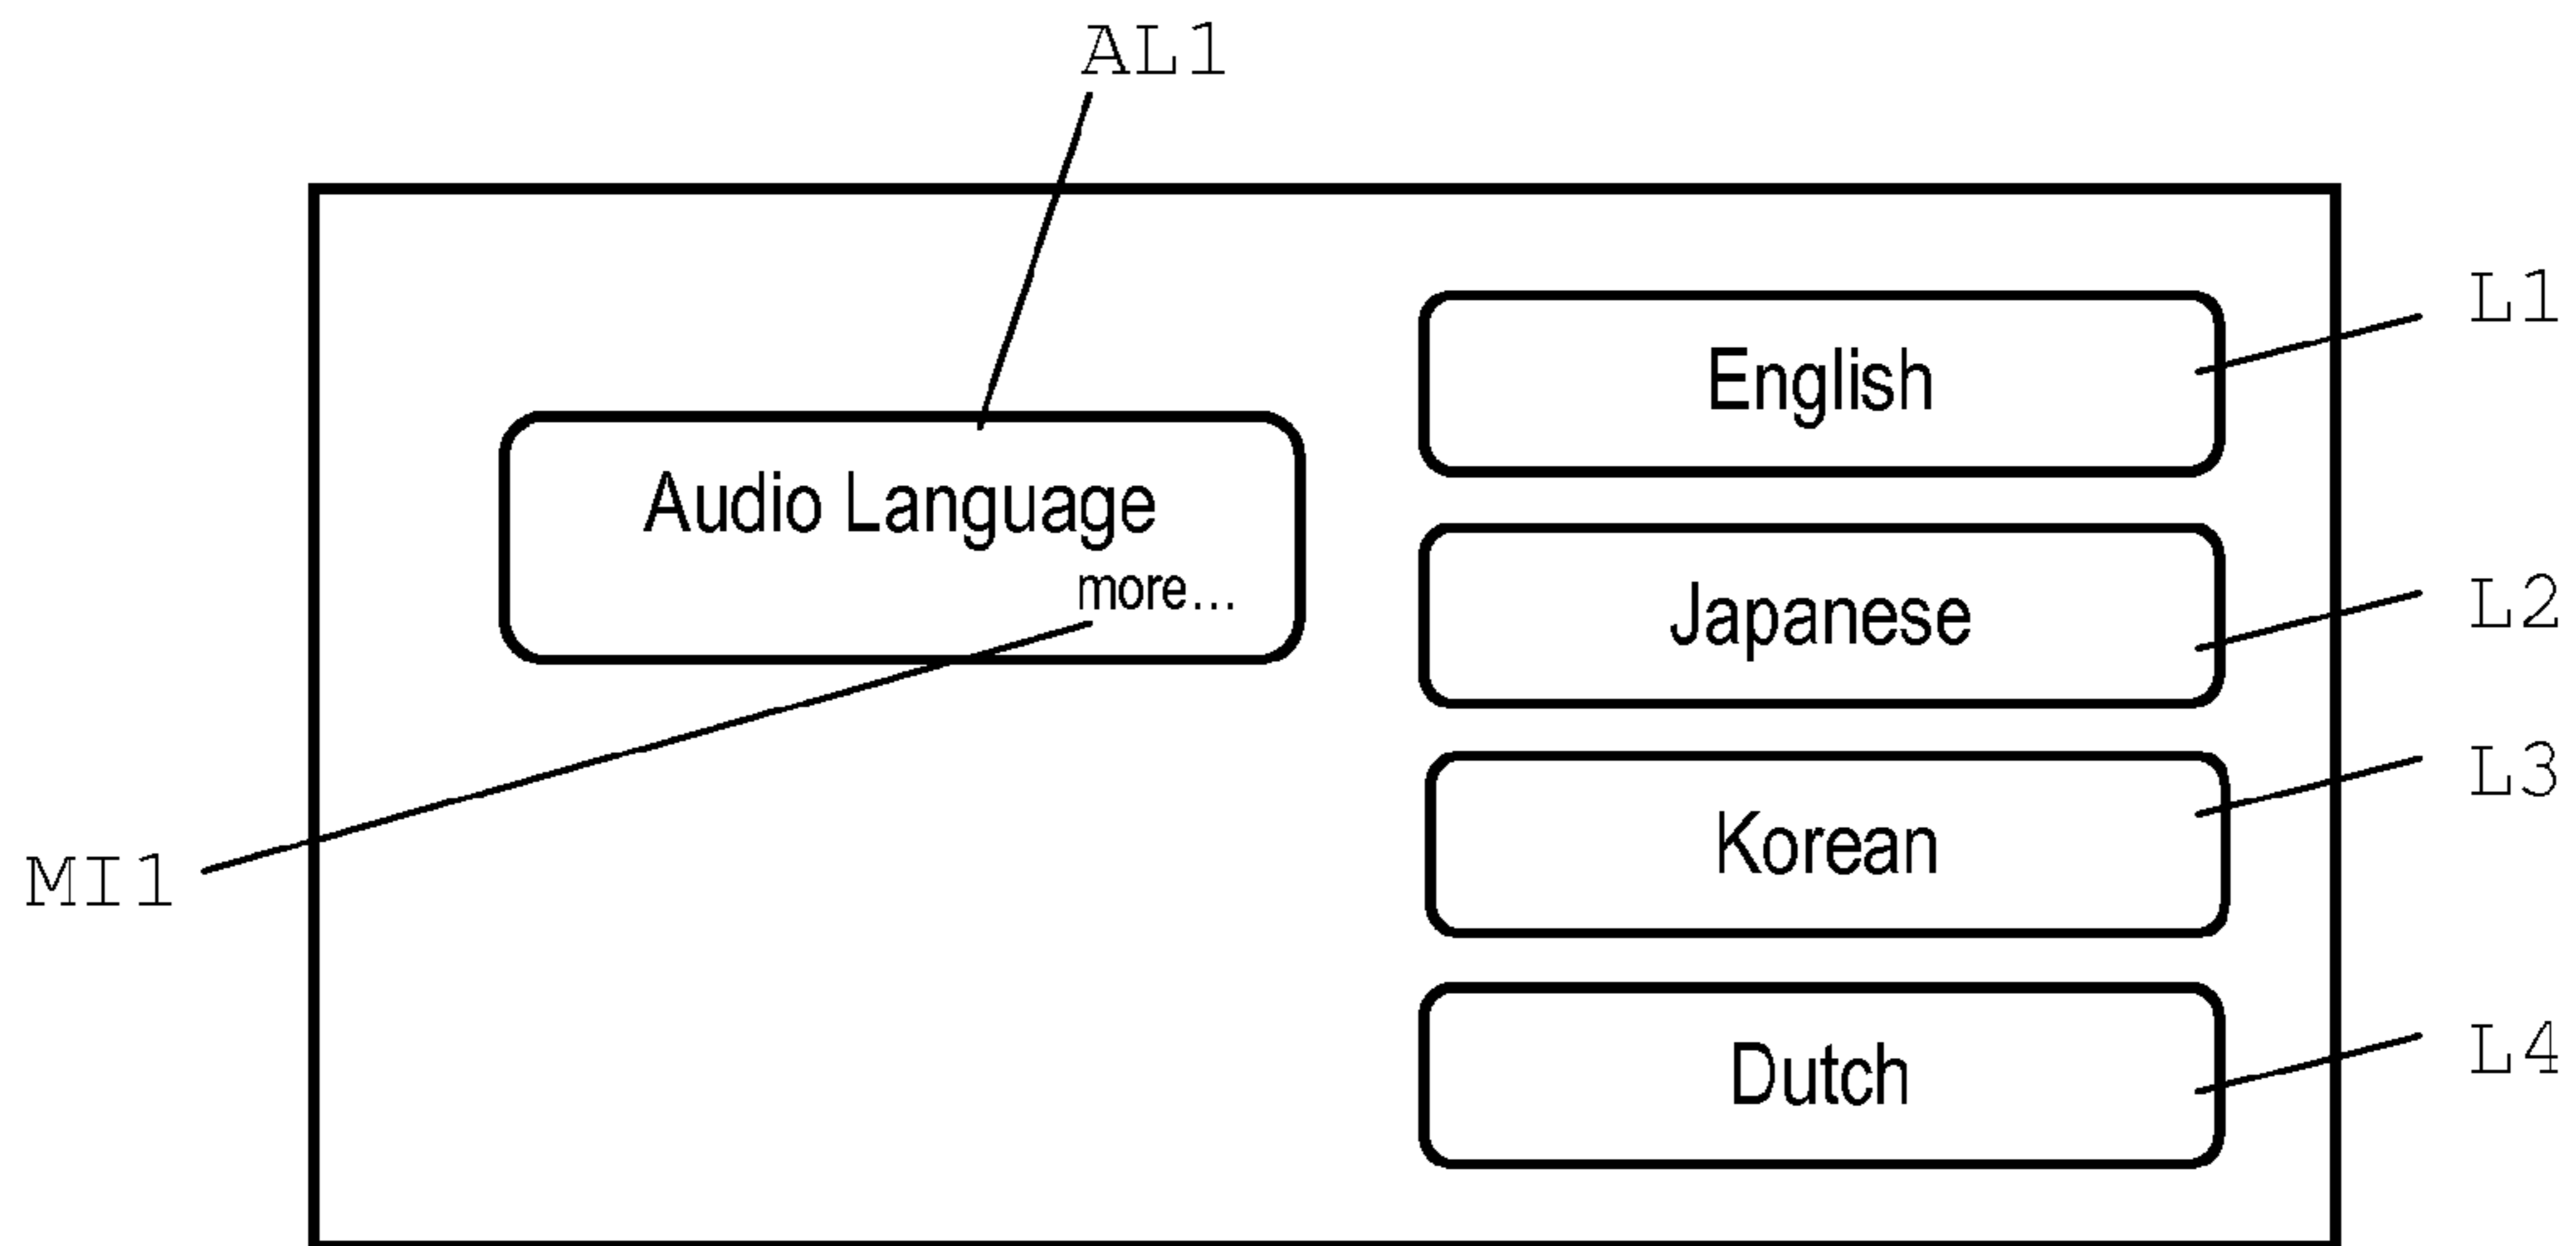 AL1
L1
English
Audio Language
more...
L2
Japanese
L3
Korean
MI1
L4
Dutch